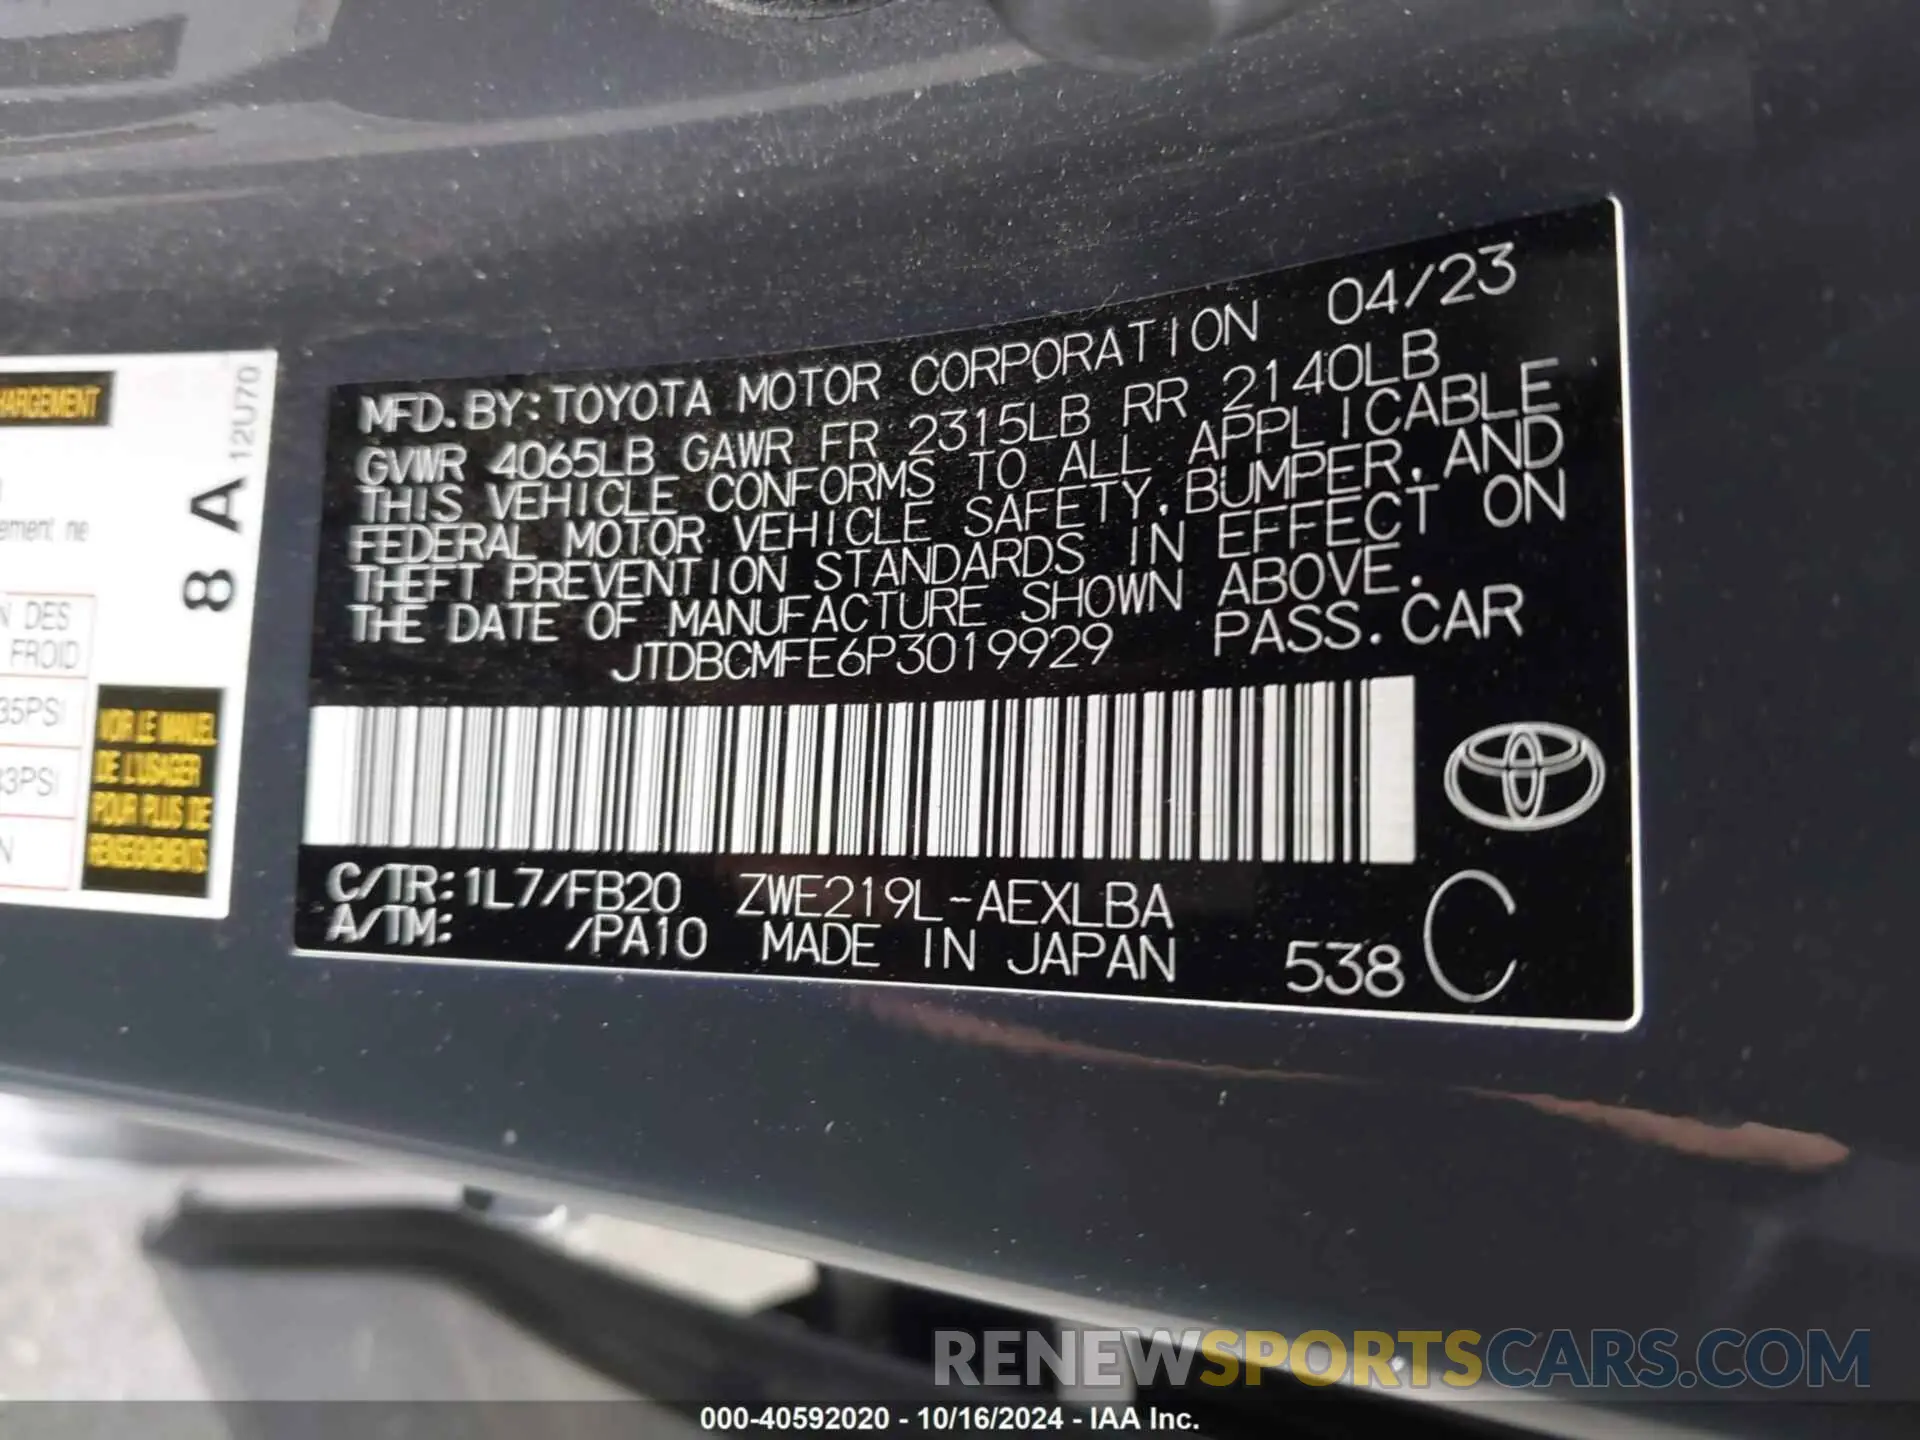 HARGEMENT
12U70
8 A
ement ne
N DES
FROID
35PSI
33PSI
N
VOIR LE MANUEL
DE L'USAGER
POUR PLUS DE
RENSEIGNEMENTS
MFD. BY: TOYOTA MOTOR CORPORATION 04/23
GVWR 4065LB GAWR FR 2315LB RR 2140LB
THIS VEHICLE CONFORMS TO ALL APPLICABLE
FEDERAL MOTOR VEHICLE SAFETY, BUMPER, AND
THEFT PREVENTION STANDARDS IN EFFECT ON
THE DATE OF MANUFACTURE SHOWN ABOVE.
JTDBCMFE6P3019929 PASS. CAR
C/TR: 1L7/FB20 ZWE219L-AEXLBA
A/TM: /PA10 MADE IN JAPAN 538 C
RENEWSPORTSCARS.COM
000-40592020 - 10/16/2024 - IAA Inc.